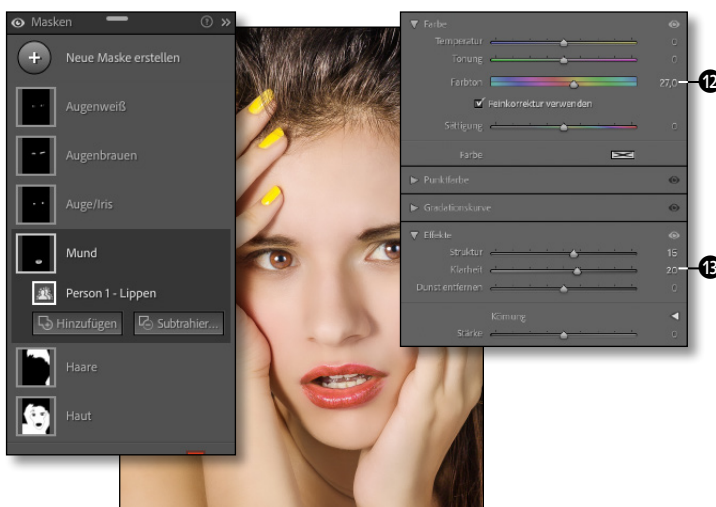 Masken
Neue Maske erstellen
Augenweiß
Augenbrauen
Auge/Iris
Mund
Person 1 - Lippen
Hinzufügen Subtrahier...
Haare
Haut
Farbe
Temperatur 0
Tonung 0
Farbton 27,0 12
Feinkorrektur verwenden
Sättigung 0
Farbe
Punktfarbe
Gradationskurve
Effekte
Struktur 15
Klarheit 20 13
Dunst entfernen 0
Körnung
Stärke 0